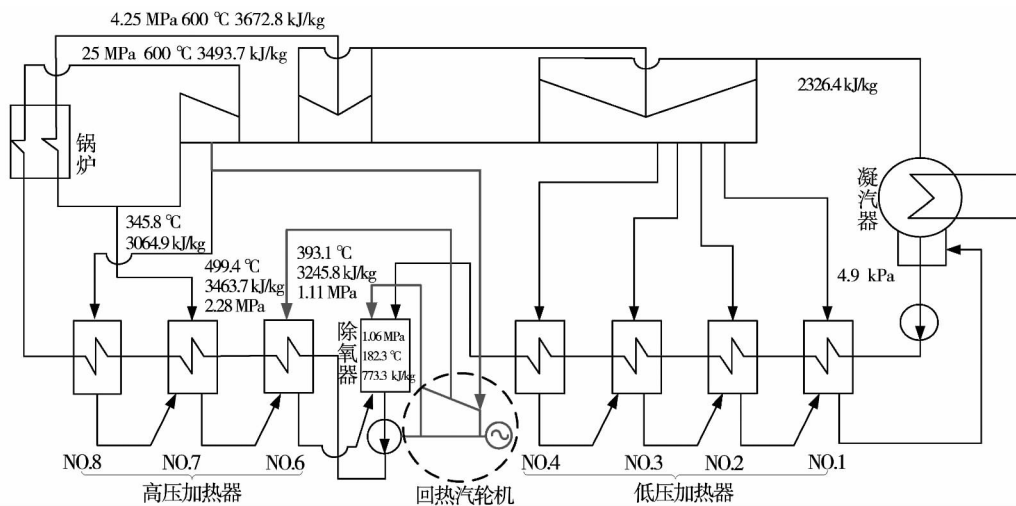 4.25 MPa 600 ℃ 3672.8 kJ/kg
25 MPa 600 ℃ 3493.7 kJ/kg
2326.4 kJ/kg
锅炉
凝汽器
345.8 ℃
3064.9 kJ/kg
499.4 ℃
3463.7 kJ/kg
2.28 MPa
393.1 ℃
3245.8 kJ/kg
1.11 MPa
4.9 kPa
除氧器
1.06 MPa
182.3 ℃
773.3 kJ/kg
NO.8
NO.7
NO.6
NO.4
NO.3
NO.2
NO.1
高压加热器
回热汽轮机
低压加热器